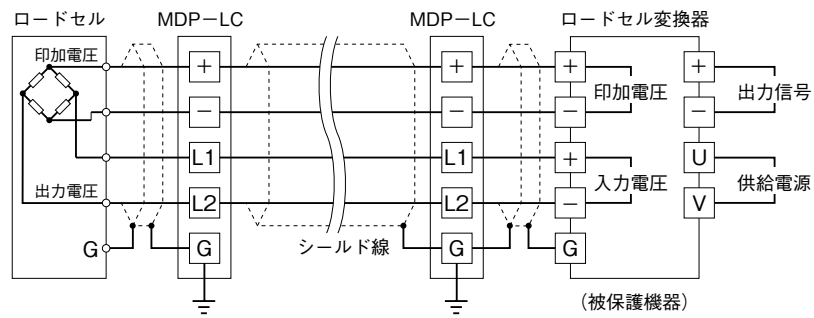 ロードセル MDP−LC MDP−LC ロードセル変換器
印加電圧 + + + +
印加電圧 出力信号
− − − −
L1 L1 + U
入力電圧 供給電源
出力電圧 L2 L2 − V
G G シールド線 G G
(被保護機器)